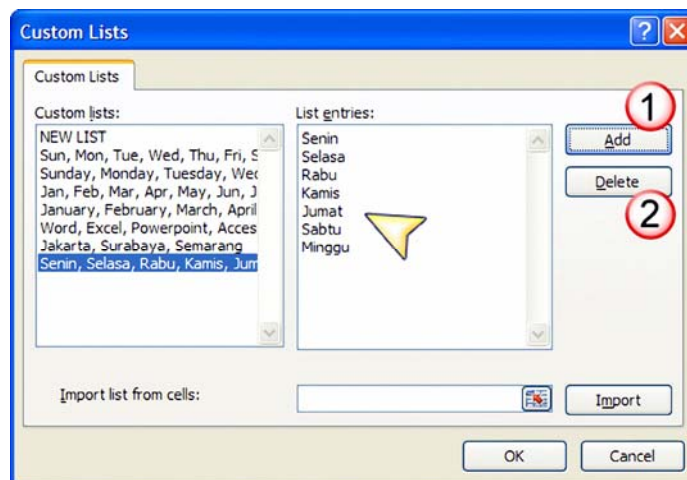 Custom Lists
Custom Lists
Custom lists:
NEW LIST
Sun, Mon, Tue, Wed, Thu, Fri, S
Sunday, Monday, Tuesday, Wed
Jan, Feb, Mar, Apr, May, Jun, J
January, February, March, April
Word, Excel, Powerpoint, Acces
Jakarta, Surabaya, Semarang
Senin, Selasa, Rabu, Kamis, Jum
List entries:
Senin
Selasa
Rabu
Kamis
Jumat
Sabtu
Minggu
1
Add
Delete
2
Import list from cells:
Import
OK
Cancel